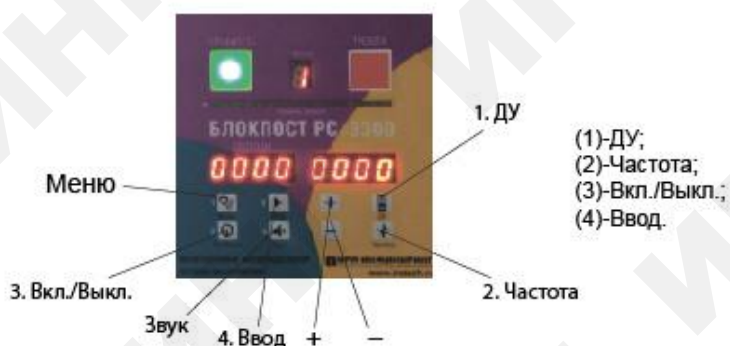 1
БЛОКПОСТ РС
0000 0000
1. ДУ
Меню
(1)-ДУ;
(2)-Частота;
(3)-Вкл./Выкл.;
(4)-Ввод.
3. Вкл./Выкл.
Звук
4. Ввод
+
–
2. Частота